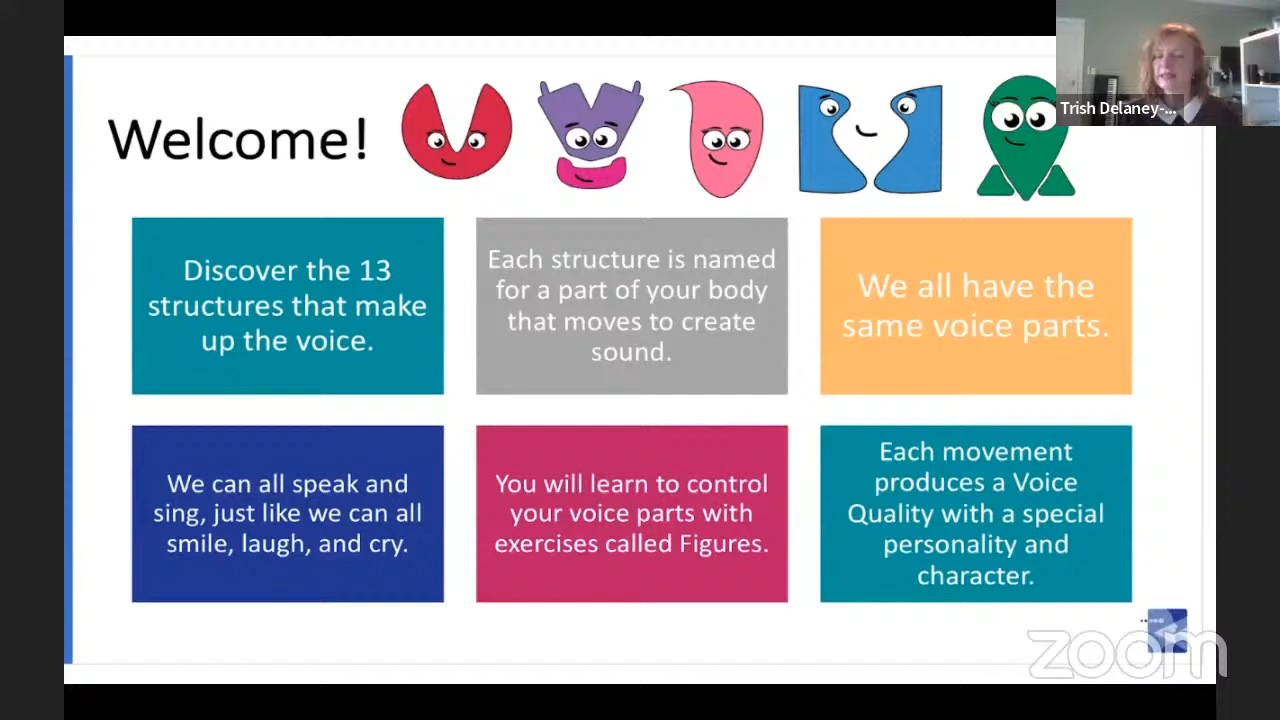 Welcome!
Trish Delaney-...
Discover the 13
structures that make
up the voice.
Each structure is named
for a part of your body
that moves to create
sound.
We all have the
same voice parts.
We can all speak and
sing, just like we can all
smile, laugh, and cry.
You will learn to control
your voice parts with
exercises called Figures.
Each movement
produces a Voice
Quality with a special
personality and
character.
zoom